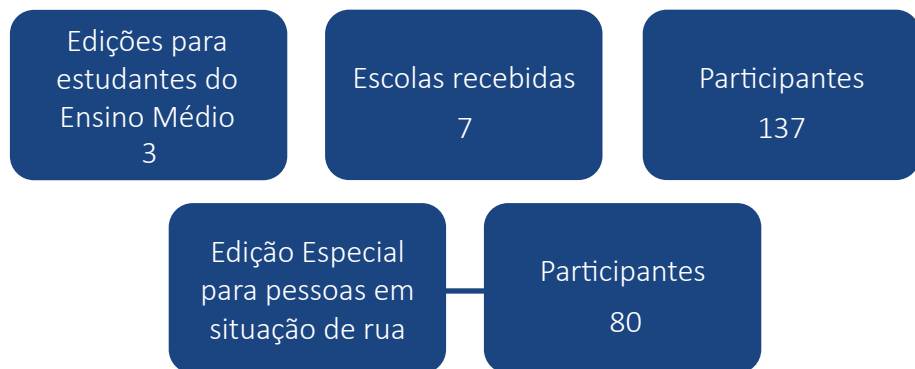 Edições para
estudantes do
Ensino Médio
3
Escolas recebidas
7
Participantes
137
Edição Especial
para pessoas em
situação de rua
Participantes
80